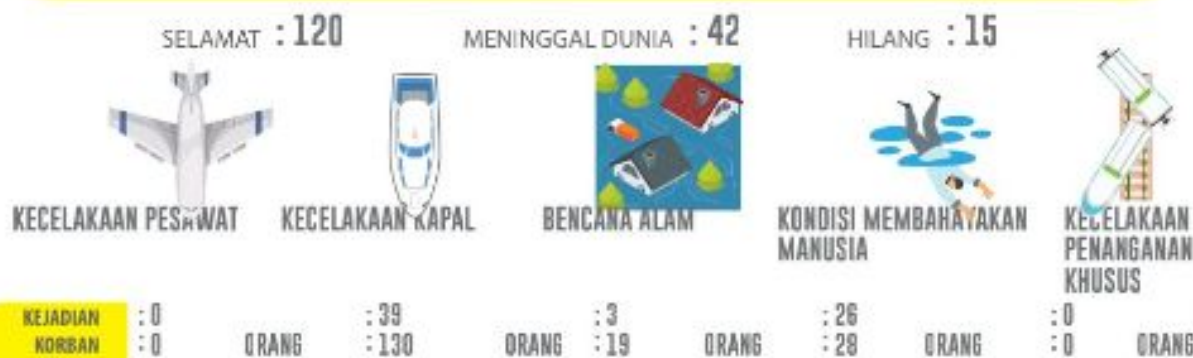 SELAMAT : 120 MENINGGAL DUNIA : 42 HILANG : 15
KECELAKAAN PESAWAT KECELAKAAN KAPAL BENCANA ALAM KONDISI MEMBAHAYAKAN MANUSIA KECELAKAAN PENANGANAN KHUSUS
KEJADIAN : 0 : 39 : 3 : 26 : 0
KORBAN : 0 ORANG : 130 ORANG : 19 ORANG : 28 ORANG : 0 ORANG